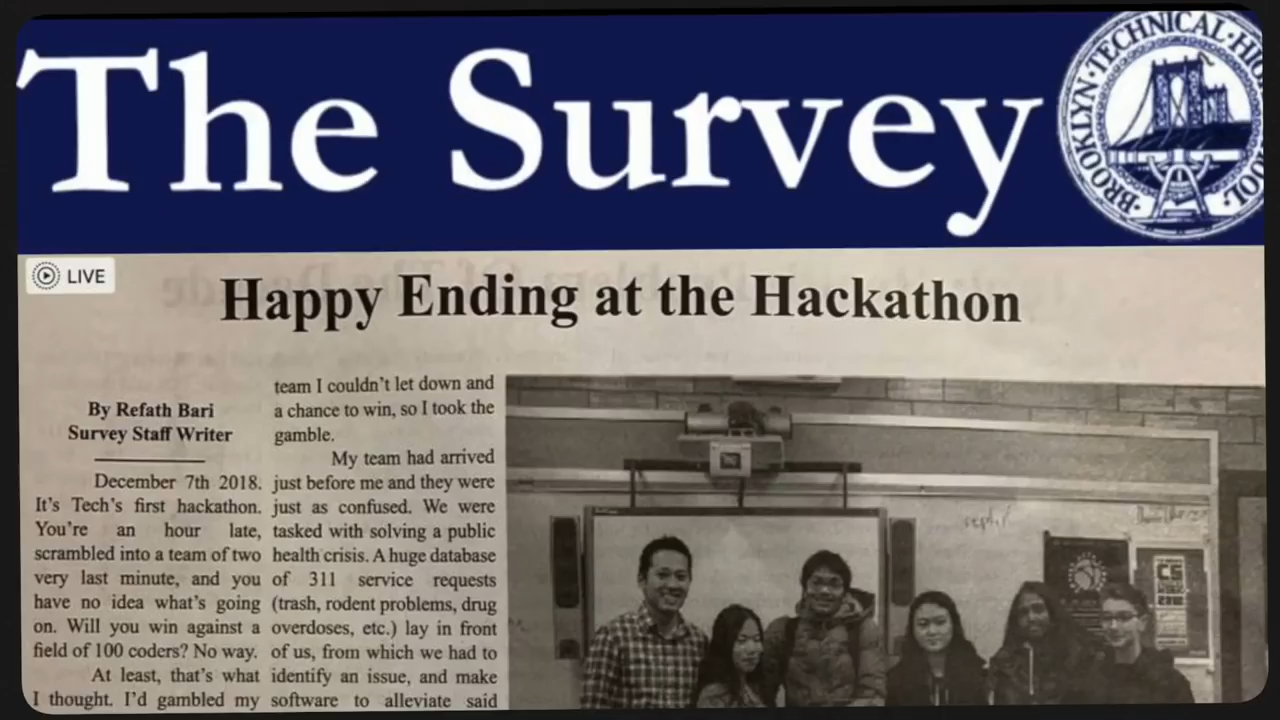 The Survey
BROOKLYN·TECHNICAL·HIGH
LIVE
Happy Ending at the Hackathon
By Refath Bari
Survey Staff Writer
December 7th 2018.
It's Tech's first hackathon.
You're an hour late,
scrambled into a team of two
very last minute, and you
have no idea what's going
on. Will you win against a
field of 100 coders? No way.
At least, that's what
I thought. I'd gambled my
team I couldn't let down and
a chance to win, so I took the
gamble.
My team had arrived
just before me and they were
just as confused. We were
tasked with solving a public
health crisis. A huge database
of 311 service requests
(trash, rodent problems, drug
overdoses, etc.) lay in front
of us, from which we had to
identify an issue, and make
software to alleviate said
CS